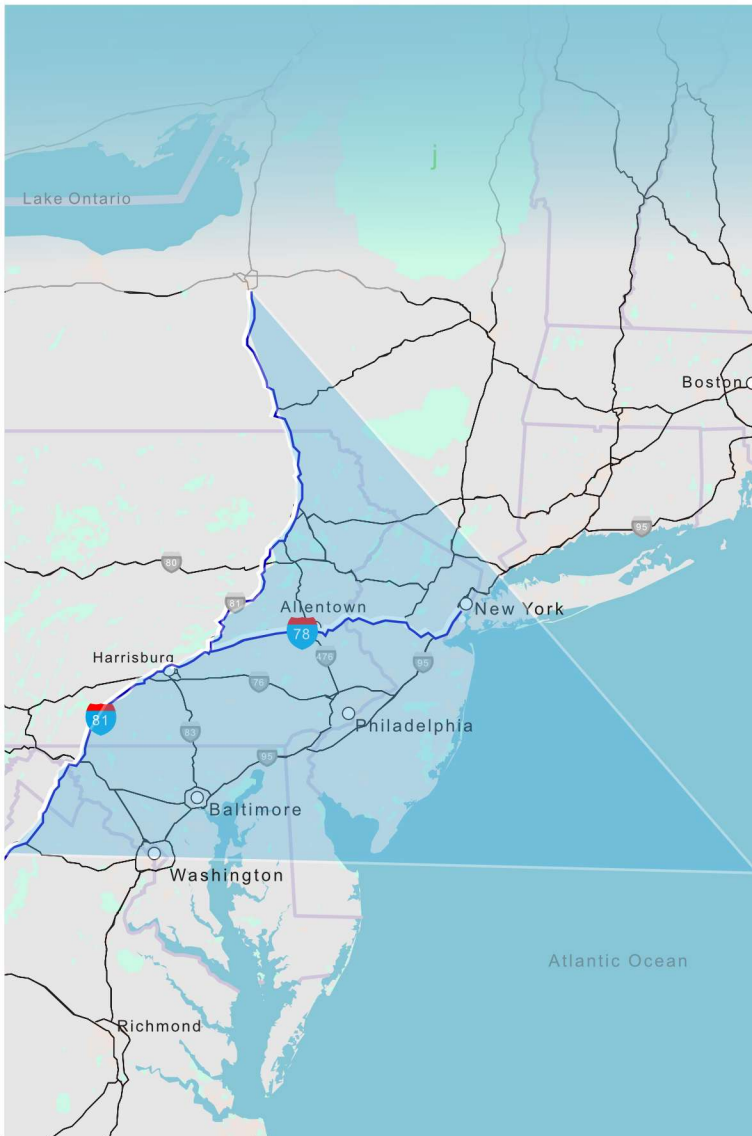 j
Lake Ontario
Boston
95
80
81
Allentown
New York
78
Harrisburg
476
95
76
81
Philadelphia
83
95
Baltimore
Washington
Atlantic Ocean
Richmond